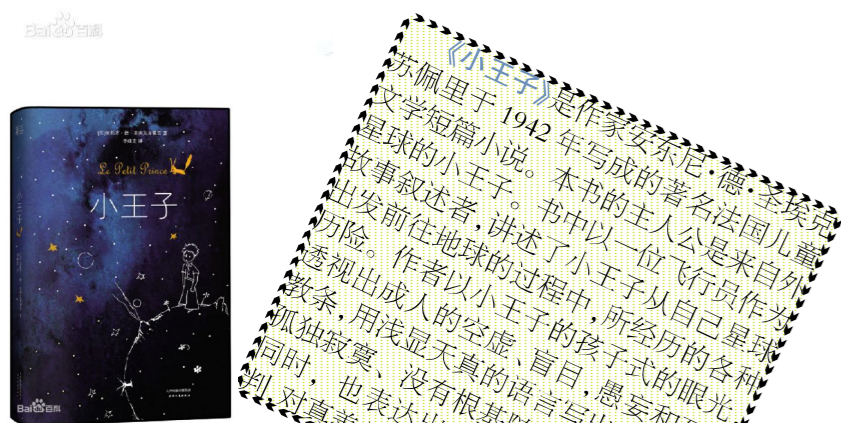 Baidu百科
Le Petit Prince
小王子
小王子
Baidu百科
《小王子》是作家安东尼·德·圣埃克
苏佩里于 1942 年写成的著名法国儿童
文学短篇小说。本书的主人公是来自外
星球的小王子。书中以一位飞行员作为
故事叙述者,讲述了小王子从自己星球
出发前往地球的过程中,所经历的各种
历险。作者以小王子的孩子式的眼光,
透视出成人的空虚、盲目,愚妄和
教条,用浅显天真的语言写出
孤独寂寞、没有根基
同时, 也表达出
判,对真善